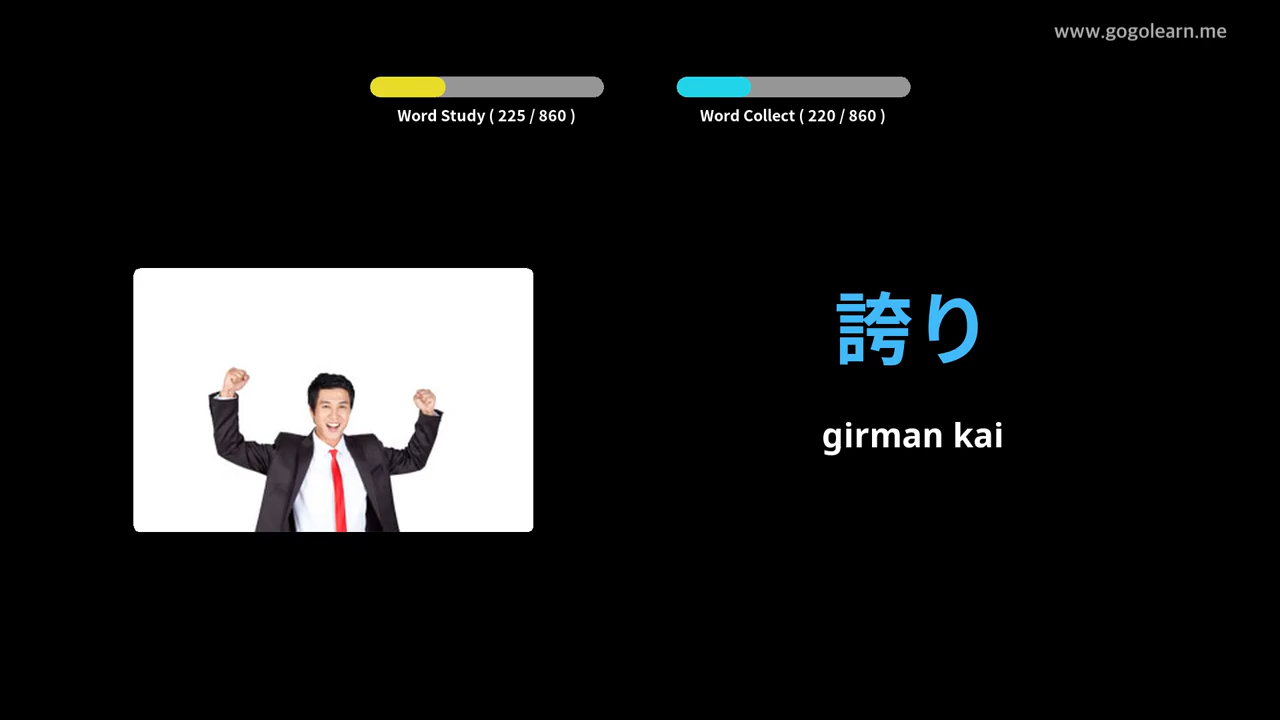 www.gogolearn.me
Word Study ( 225 / 860 )
Word Collect ( 220 / 860 )
誇り
girman kai